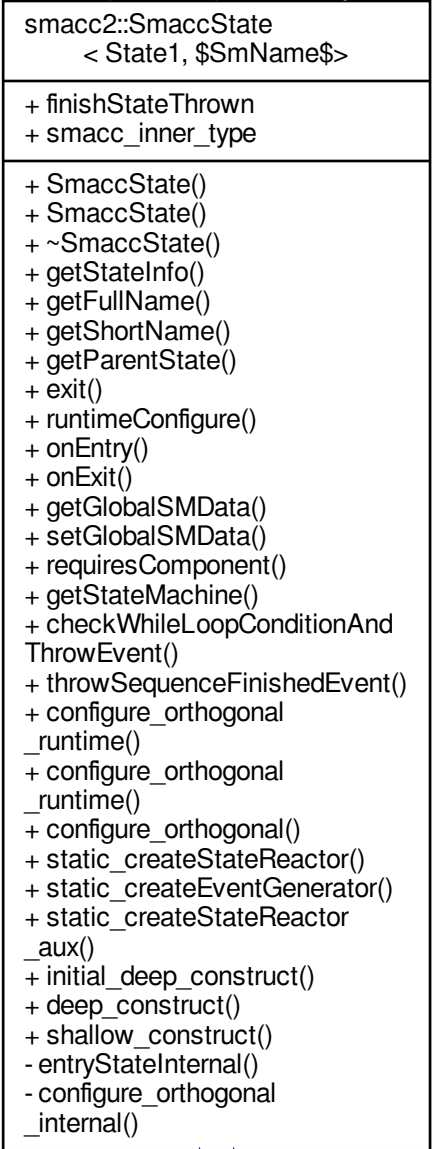 smacc2::SmaccState
< State1, $SmName$>
+ finishStateThrown
+ smacc_inner_type
+ SmaccState()
+ SmaccState()
+ ~SmaccState()
+ getStateInfo()
+ getFullName()
+ getShortName()
+ getParentState()
+ exit()
+ runtimeConfigure()
+ onEntry()
+ onExit()
+ getGlobalSMData()
+ setGlobalSMData()
+ requiresComponent()
+ getStateMachine()
+ checkWhileLoopConditionAnd
ThrowEvent()
+ throwSequenceFinishedEvent()
+ configure_orthogonal
_runtime()
+ configure_orthogonal
_runtime()
+ configure_orthogonal()
+ static_createStateReactor()
+ static_createEventGenerator()
+ static_createStateReactor
_aux()
+ initial_deep_construct()
+ deep_construct()
+ shallow_construct()
- entryStateInternal()
- configure_orthogonal
_internal()